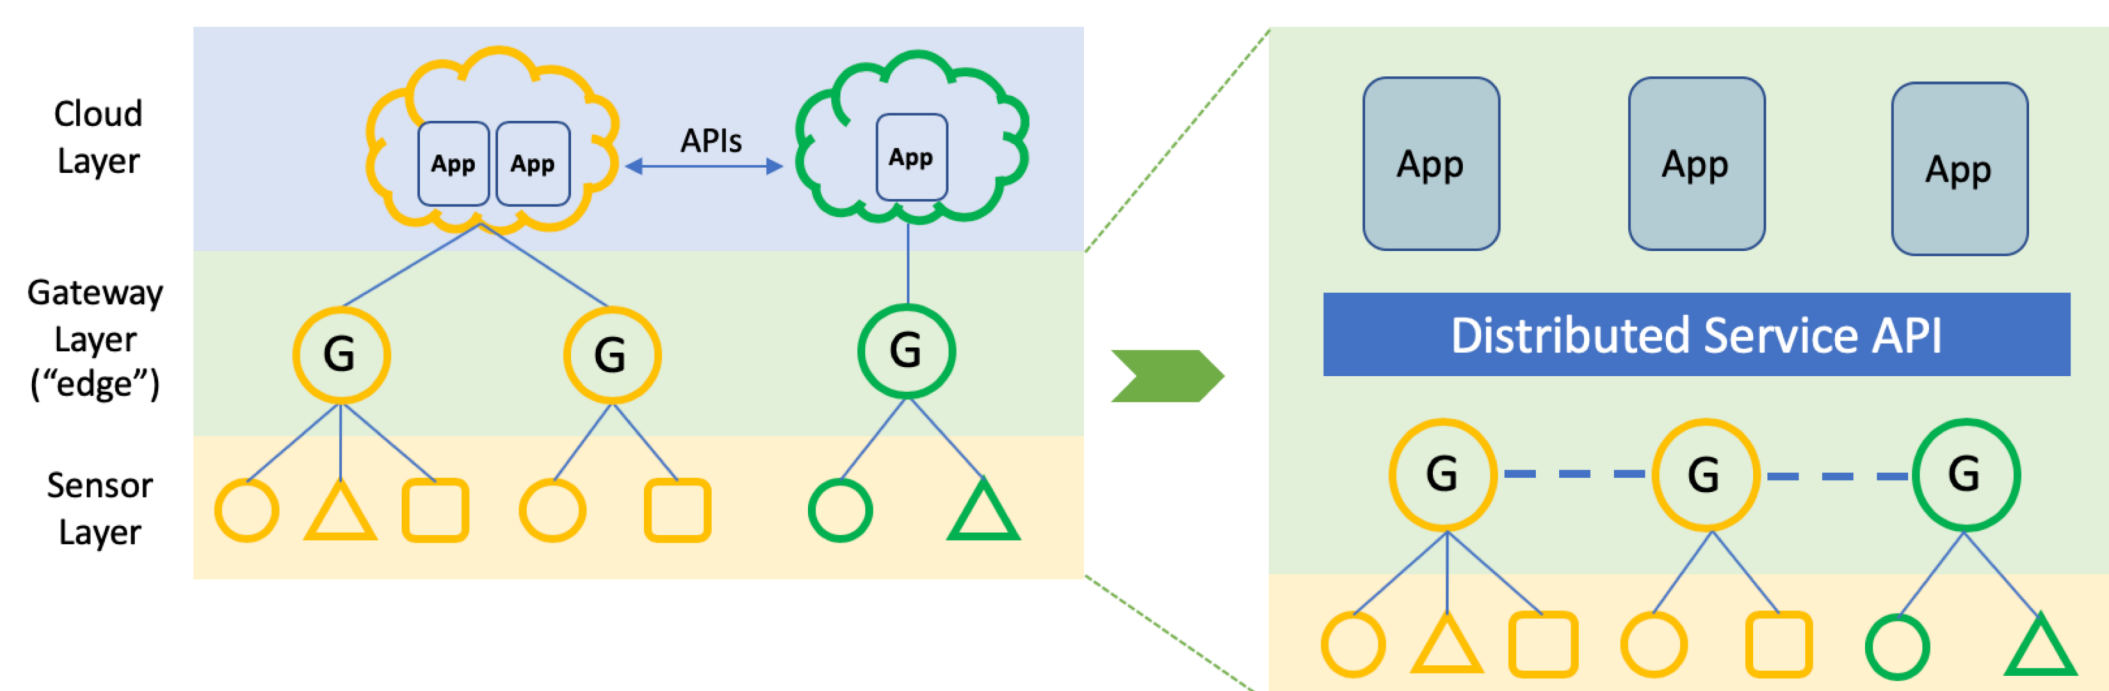 Cloud
Layer
App
App
APIs
App
Gateway
Layer
(“edge”)
G
G
G
Sensor
Layer
App
App
App
Distributed Service API
G
G
G